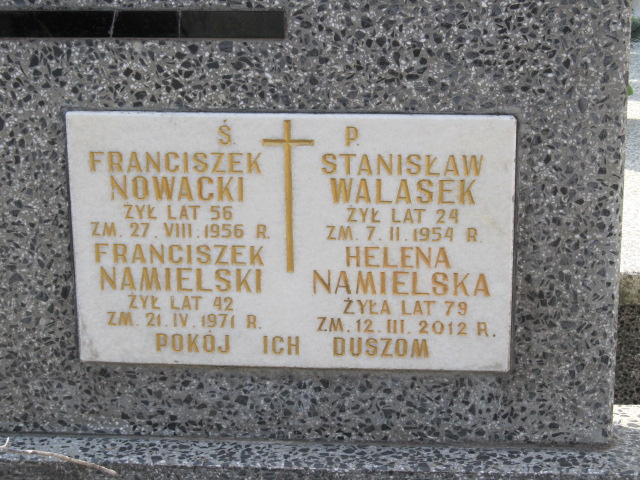 Ś. P.
FRANCISZEK
NOWACKI
ŻYŁ LAT 56
ZM. 27. VIII. 1956 R.
FRANCISZEK
NAMIELSKI
ŻYŁ LAT 42
ZM. 21. IV. 1971 R.
STANISŁAW
WALASEK
ŻYŁ LAT 24
ZM. 7. II. 1954 R.
HELENA
NAMIELSKA
ŻYŁA LAT 79
ZM. 12. III. 2012 R.
POKÓJ ICH DUSZOM